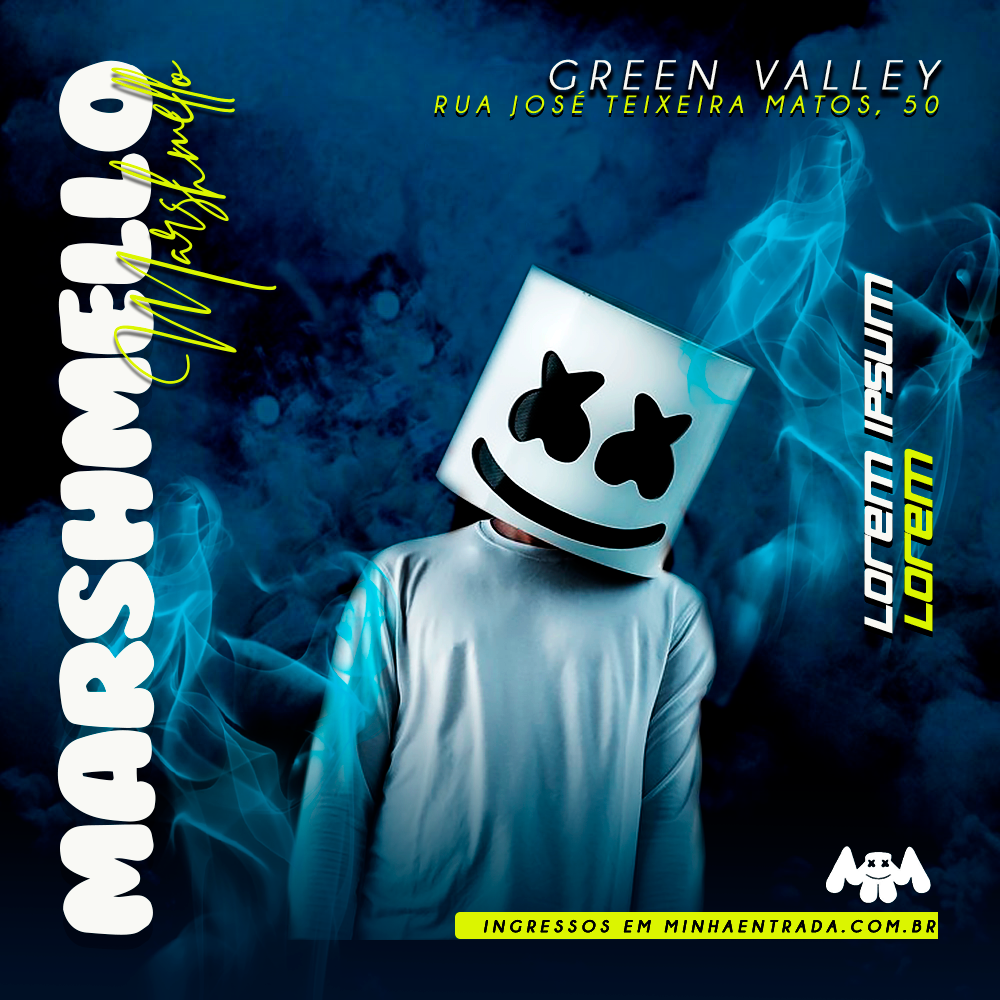 GREEN VALLEY
RUA JOSÉ TEIXEIRA MATOS, 50
MARSHMELLO
Marshmello
LOREM IPSUM
LOREM
INGRESSOS EM MINHAENTRADA.COM.BR